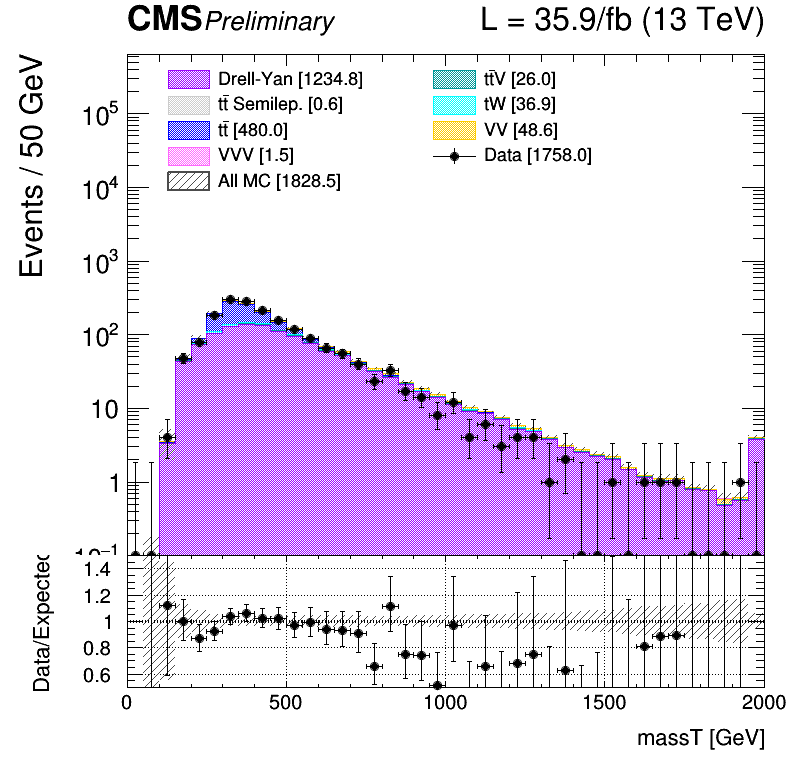 CMS Preliminary L = 35.9/fb (13 TeV)
Events / 50 GeV
Drell-Yan [1234.8]
tt̄ Semilep. [0.6]
tt̄ [480.0]
VVV [1.5]
All MC [1828.5]
tt̄V [26.0]
tW [36.9]
VV [48.6]
Data [1758.0]
10⁵
10⁴
10³
10²
10
1
10⁻¹
Data/Expected
1.4
1.2
1
0.8
0.6
0 500 1000 1500 2000
massT [GeV]